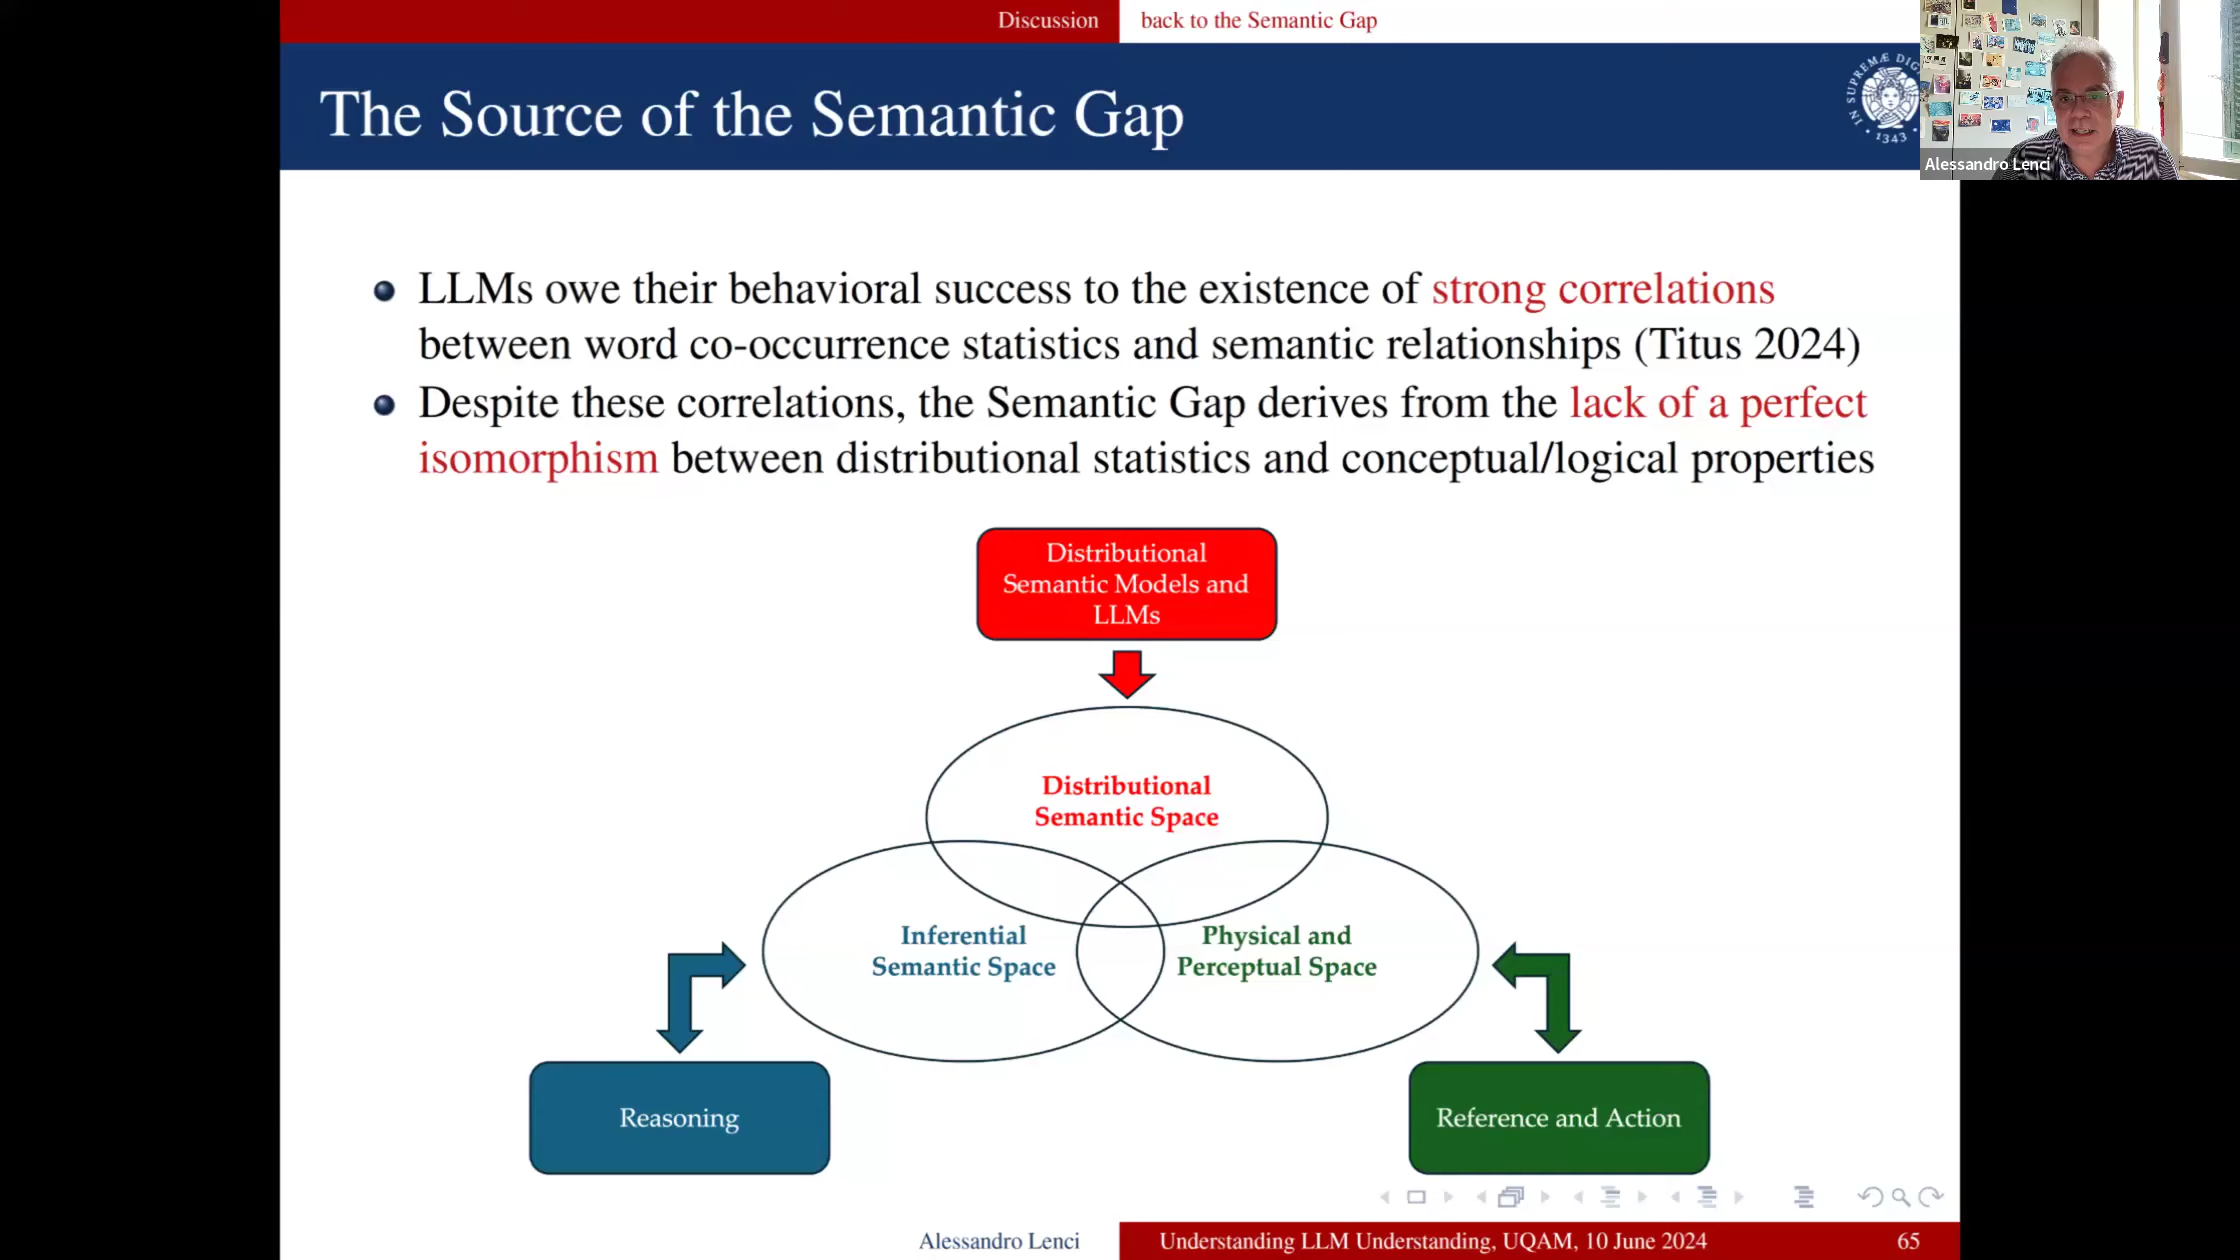 Discussion
back to the Semantic Gap
The Source of the Semantic Gap
IN SUPREMÆ DIG
• 1343 •
Alessandro Lenci
LLMs owe their behavioral success to the existence of strong correlations
between word co-occurrence statistics and semantic relationships (Titus 2024)
Despite these correlations, the Semantic Gap derives from the lack of a perfect
isomorphism between distributional statistics and conceptual/logical properties
Distributional
Semantic Models and
LLMs
Distributional
Semantic Space
Inferential
Semantic Space
Physical and
Perceptual Space
Reasoning
Reference and Action
Alessandro Lenci
Understanding LLM Understanding, UQAM, 10 June 2024
65